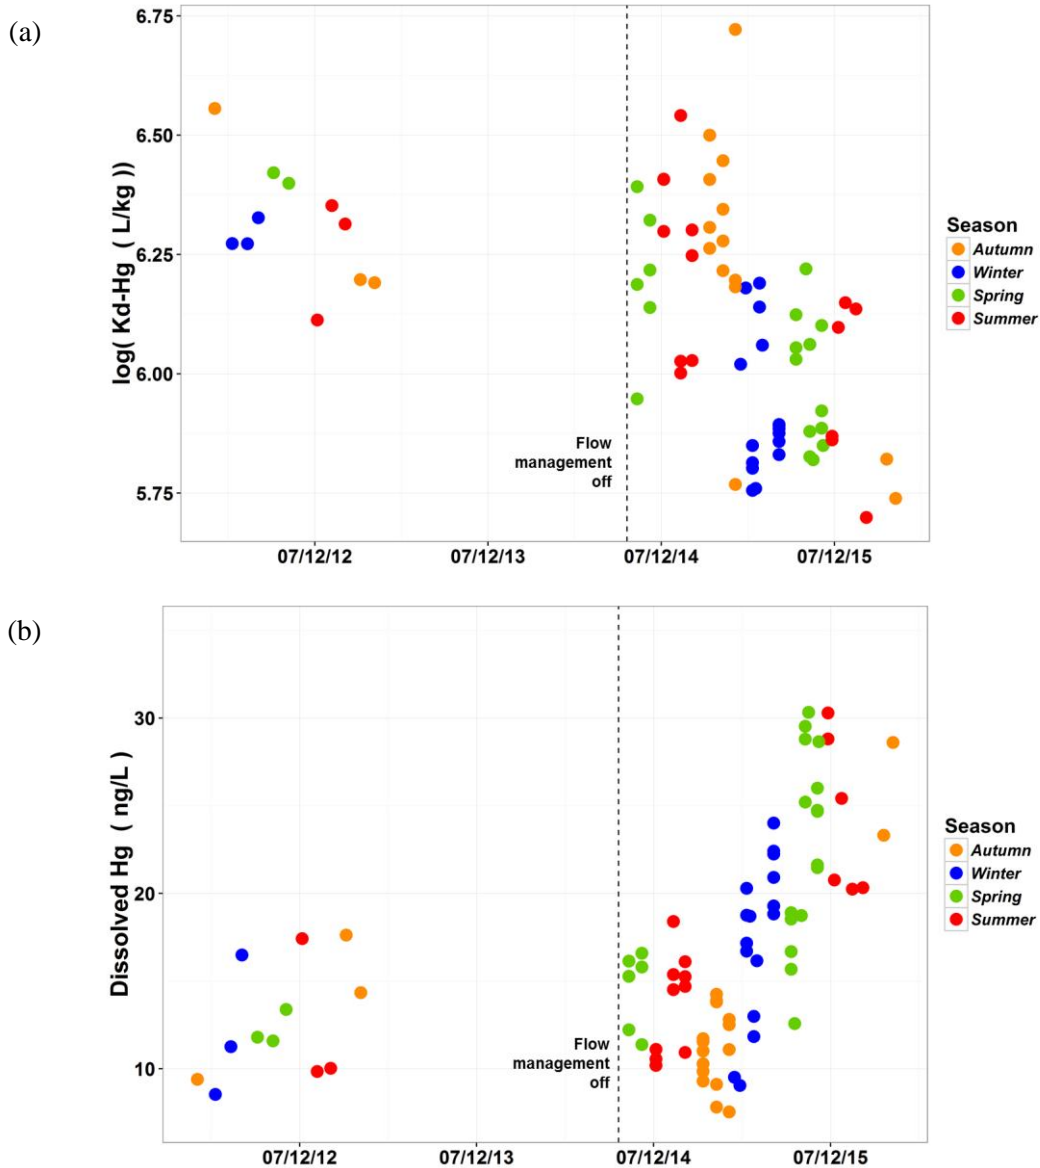 (a)
6.75
6.50
6.25
6.00
5.75
log( Kd-Hg ( L/kg ))
Flow
management
off
07/12/12
07/12/13
07/12/14
07/12/15
Season
Autumn
Winter
Spring
Summer
(b)
30
20
10
Dissolved Hg ( ng/L )
Flow
management
off
07/12/12
07/12/13
07/12/14
07/12/15
Season
Autumn
Winter
Spring
Summer